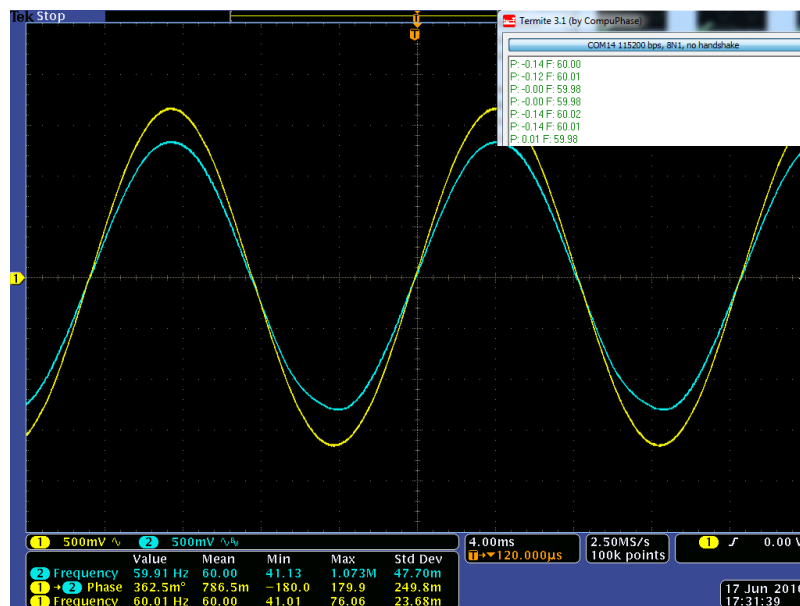 Tek Stop
T
T
Termite 3.1 (by CompuPhase)
COM14 115200 bps, 8N1, no handshake
P: -0.14 F: 60.00
P: -0.12 F: 60.01
P: -0.00 F: 59.98
P: -0.00 F: 59.98
P: -0.14 F: 60.02
P: -0.14 F: 60.01
P: 0.01 F: 59.98
1
1 500mV 2 500mV
4.00ms
T→▼120.000µs
2.50MS/s
100k points
1 0.00 V
Value Mean Min Max Std Dev
2 Frequency 59.91 Hz 60.00 41.13 1.073M 47.70m
1 → 2 Phase 362.5m° 786.5m −180.0 179.9 249.8m
1 Frequency 60.01 Hz 60.00 41.01 76.06 23.68m
17 Jun 2016
17:31:39